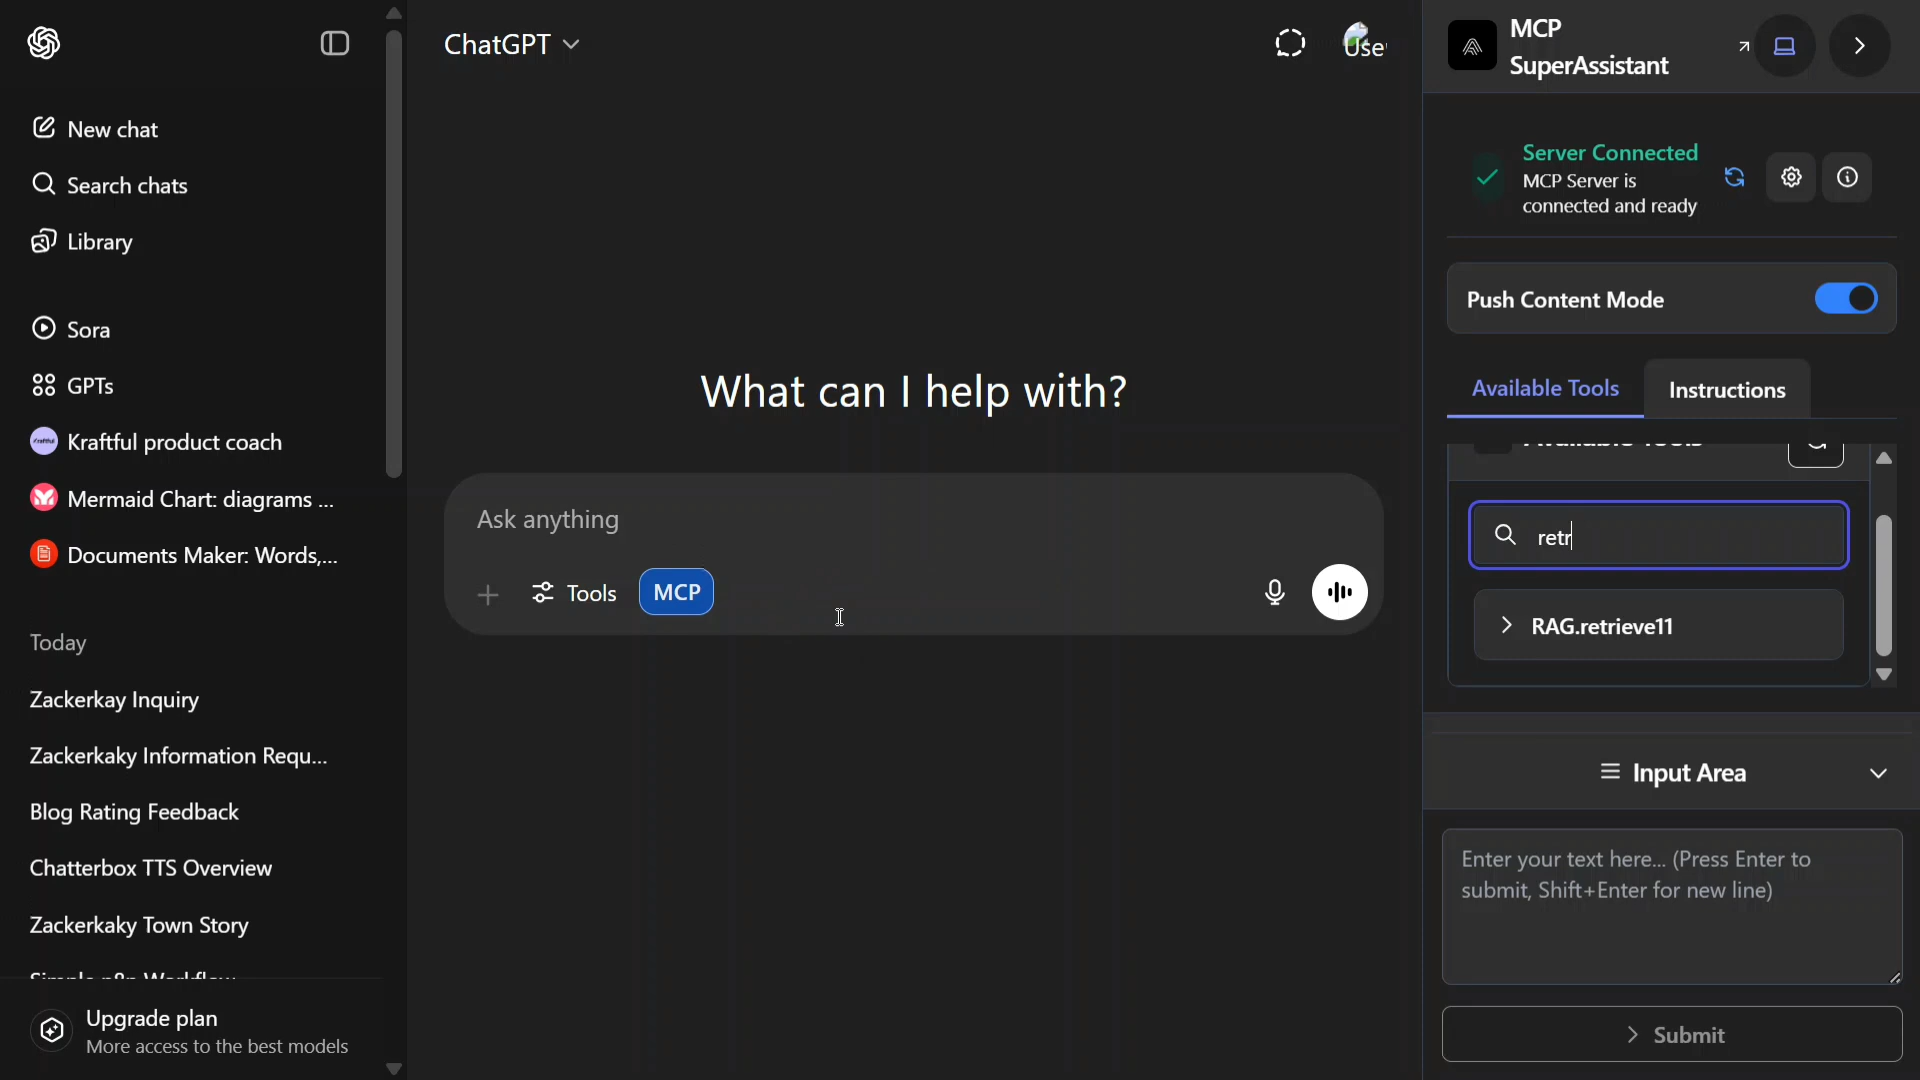 New chat
Search chats
Library
Sora
GPTs
Kraftful product coach
Mermaid Chart: diagrams ...
Documents Maker: Words,...
Today
Zackerkay Inquiry
Zackerkaky Information Requ...
Blog Rating Feedback
Chatterbox TTS Overview
Zackerkaky Town Story
Upgrade plan
More access to the best models
ChatGPT
Use
What can I help with?
Ask anything
Tools
MCP
MCP
SuperAssistant
Server Connected
MCP Server is
connected and ready
Push Content Mode
Available Tools
Instructions
retr
RAG.retrieve11
Input Area
Enter your text here... (Press Enter to
submit, Shift+Enter for new line)
Submit